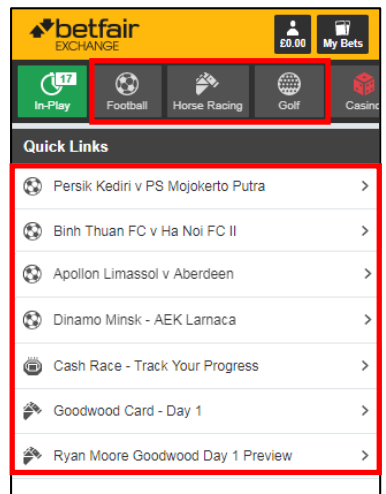 betfair
EXCHANGE
£0.00
My Bets
17
In-Play
Football
Horse Racing
Golf
Casino
Quick Links
Persik Kediri v PS Mojokerto Putra
Binh Thuan FC v Ha Noi FC II
Apollon Limassol v Aberdeen
Dinamo Minsk - AEK Larnaca
Cash Race - Track Your Progress
Goodwood Card - Day 1
Ryan Moore Goodwood Day 1 Preview